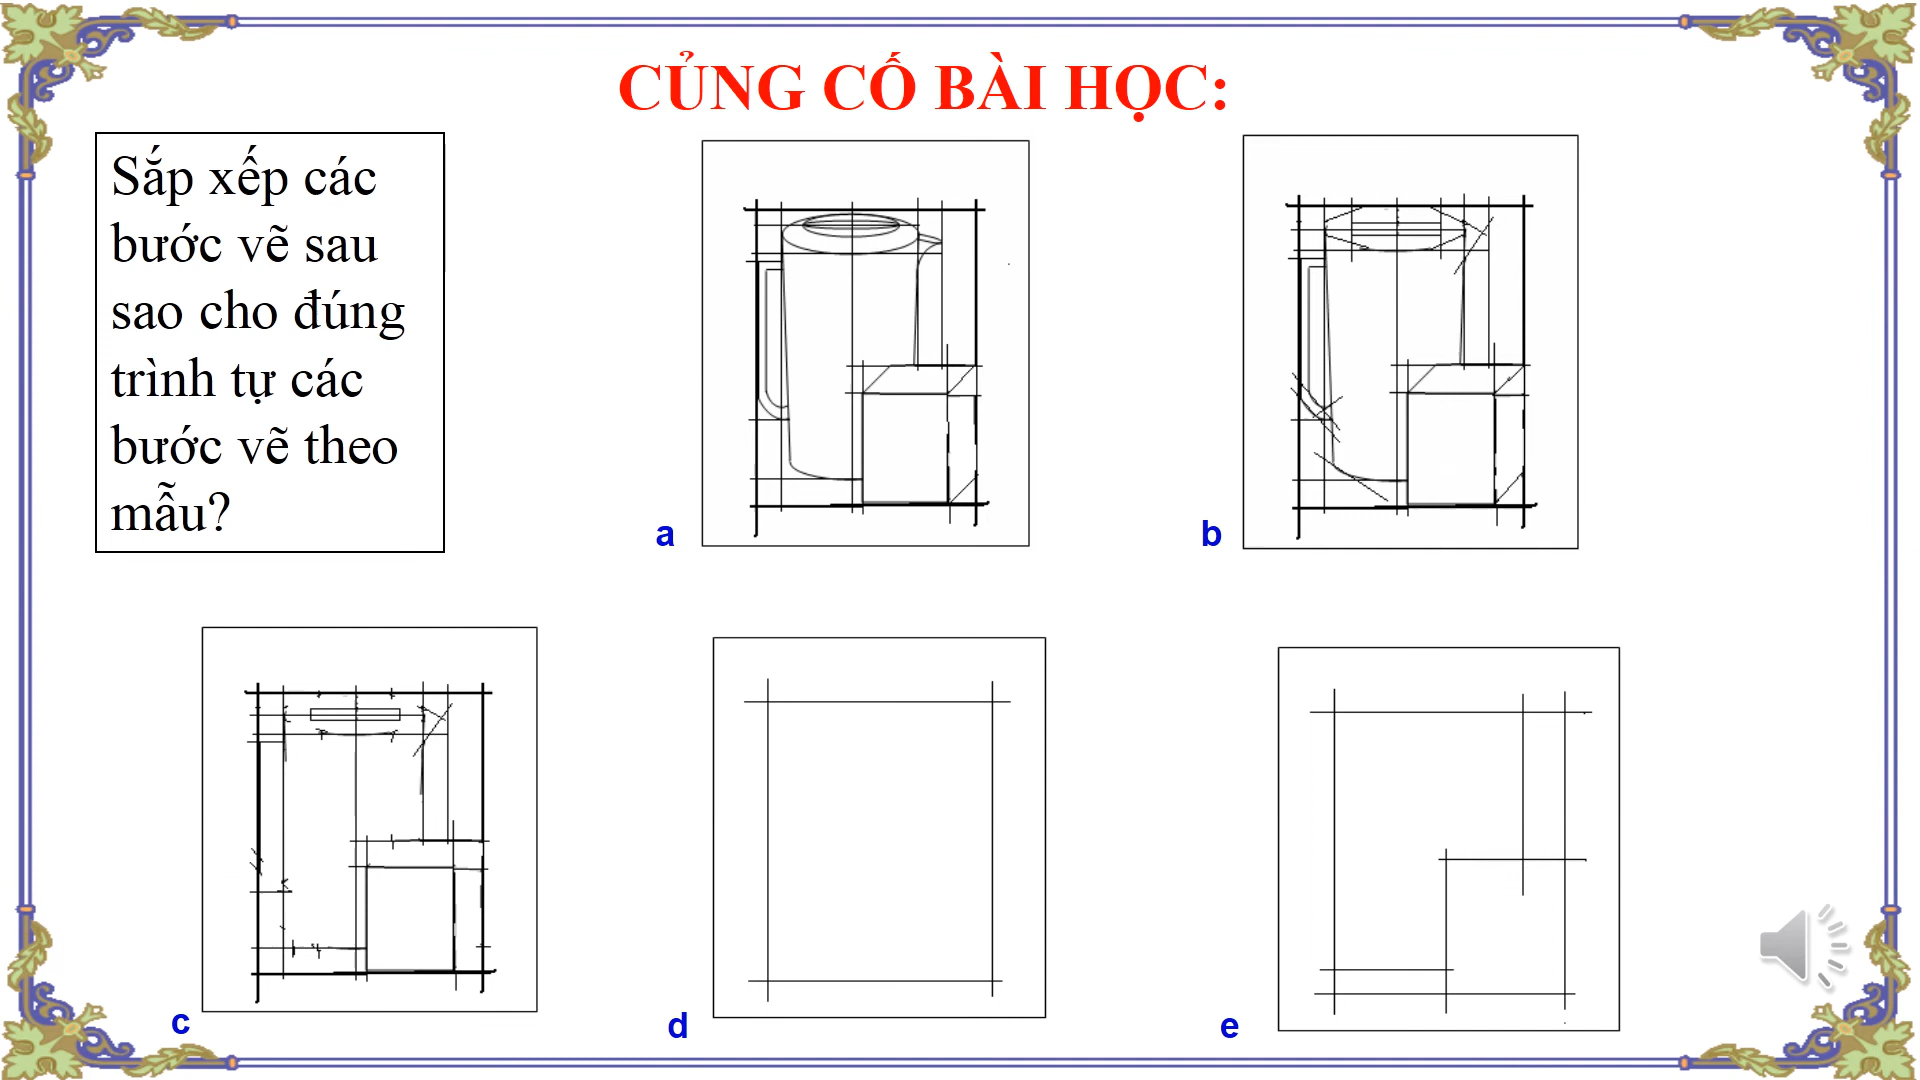 CỦNG CỐ BÀI HỌC:
Sắp xếp các
bước vẽ sau
sao cho đúng
trình tự các
bước vẽ theo
mẫu?
a
b
c
d
e